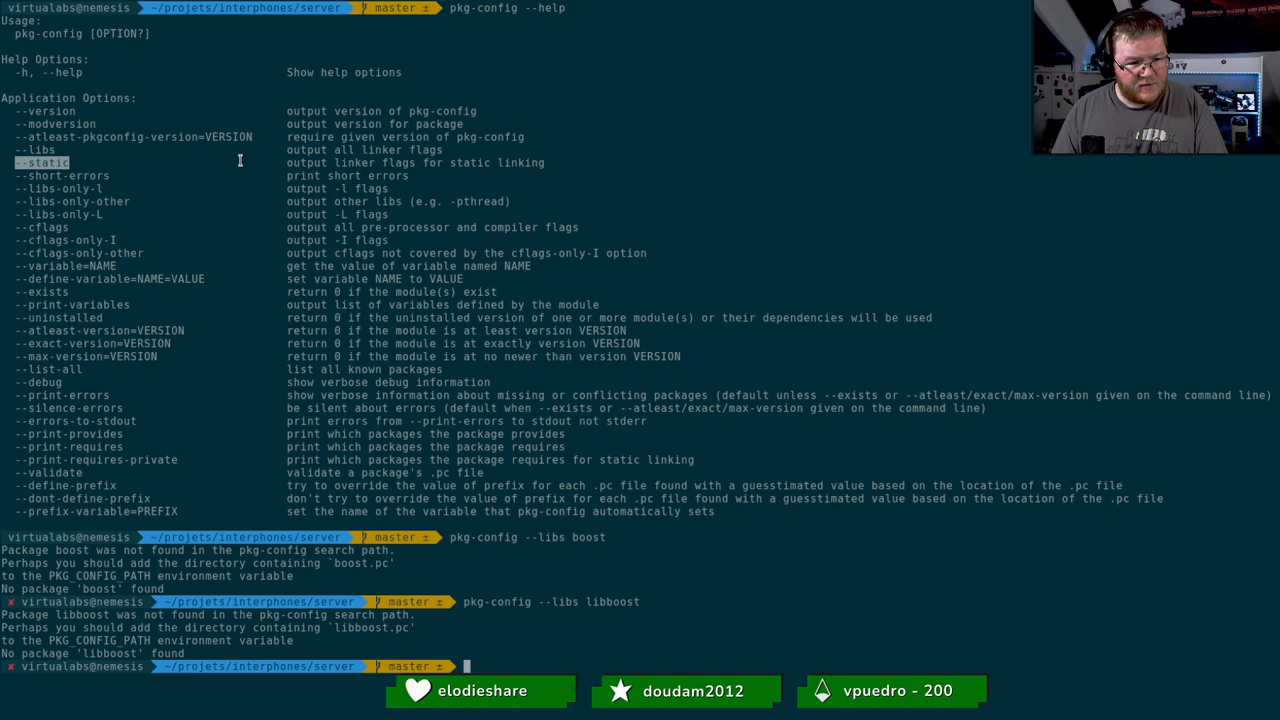 virtualabs@nemesis ~/projets/interphones/server master ± pkg-config --help
Usage:
pkg-config [OPTION?]
Help Options:
-h, --help Show help options
Application Options:
--version output version of pkg-config
--modversion output version for package
--atleast-pkgconfig-version=VERSION require given version of pkg-config
--libs output all linker flags
--static output linker flags for static linking
--short-errors print short errors
--libs-only-l output -l flags
--libs-only-other output other libs (e.g. -pthread)
--libs-only-L output -L flags
--cflags output all pre-processor and compiler flags
--cflags-only-I output -I flags
--cflags-only-other output cflags not covered by the cflags-only-I option
--variable=NAME get the value of variable named NAME
--define-variable=NAME=VALUE set variable NAME to VALUE
--exists return 0 if the module(s) exist
--print-variables output list of variables defined by the module
--uninstalled return 0 if the uninstalled version of one or more module(s) or their dependencies will be used
--atleast-version=VERSION return 0 if the module is at least version VERSION
--exact-version=VERSION return 0 if the module is at exactly version VERSION
--max-version=VERSION return 0 if the module is at no newer than version VERSION
--list-all list all known packages
--debug show verbose debug information
--print-errors show verbose information about missing or conflicting packages (default unless --exists or --atleast/exact/max-version given on the command line)
--silence-errors be silent about errors (default when --exists or --atleast/exact/max-version given on the command line)
--errors-to-stdout print errors from --print-errors to stdout not stderr
--print-provides print which packages the package provides
--print-requires print which packages the package requires
--print-requires-private print which packages the package requires for static linking
--validate validate a package's .pc file
--define-prefix try to override the value of prefix for each .pc file found with a guesstimated value based on the location of the .pc file
--dont-define-prefix don't try to override the value of prefix for each .pc file found with a guesstimated value based on the location of the .pc file
--prefix-variable=PREFIX set the name of the variable that pkg-config automatically sets
virtualabs@nemesis ~/projets/interphones/server master ± pkg-config --libs boost
Package boost was not found in the pkg-config search path.
Perhaps you should add the directory containing `boost.pc'
to the PKG_CONFIG_PATH environment variable
No package 'boost' found
✘ virtualabs@nemesis ~/projets/interphones/server master ± pkg-config --libs libboost
Package libboost was not found in the pkg-config search path.
Perhaps you should add the directory containing `libboost.pc'
to the PKG_CONFIG_PATH environment variable
No package 'libboost' found
✘ virtualabs@nemesis ~/projets/interphones/server master ±
elodieshare doudam2012 vpuedro - 200